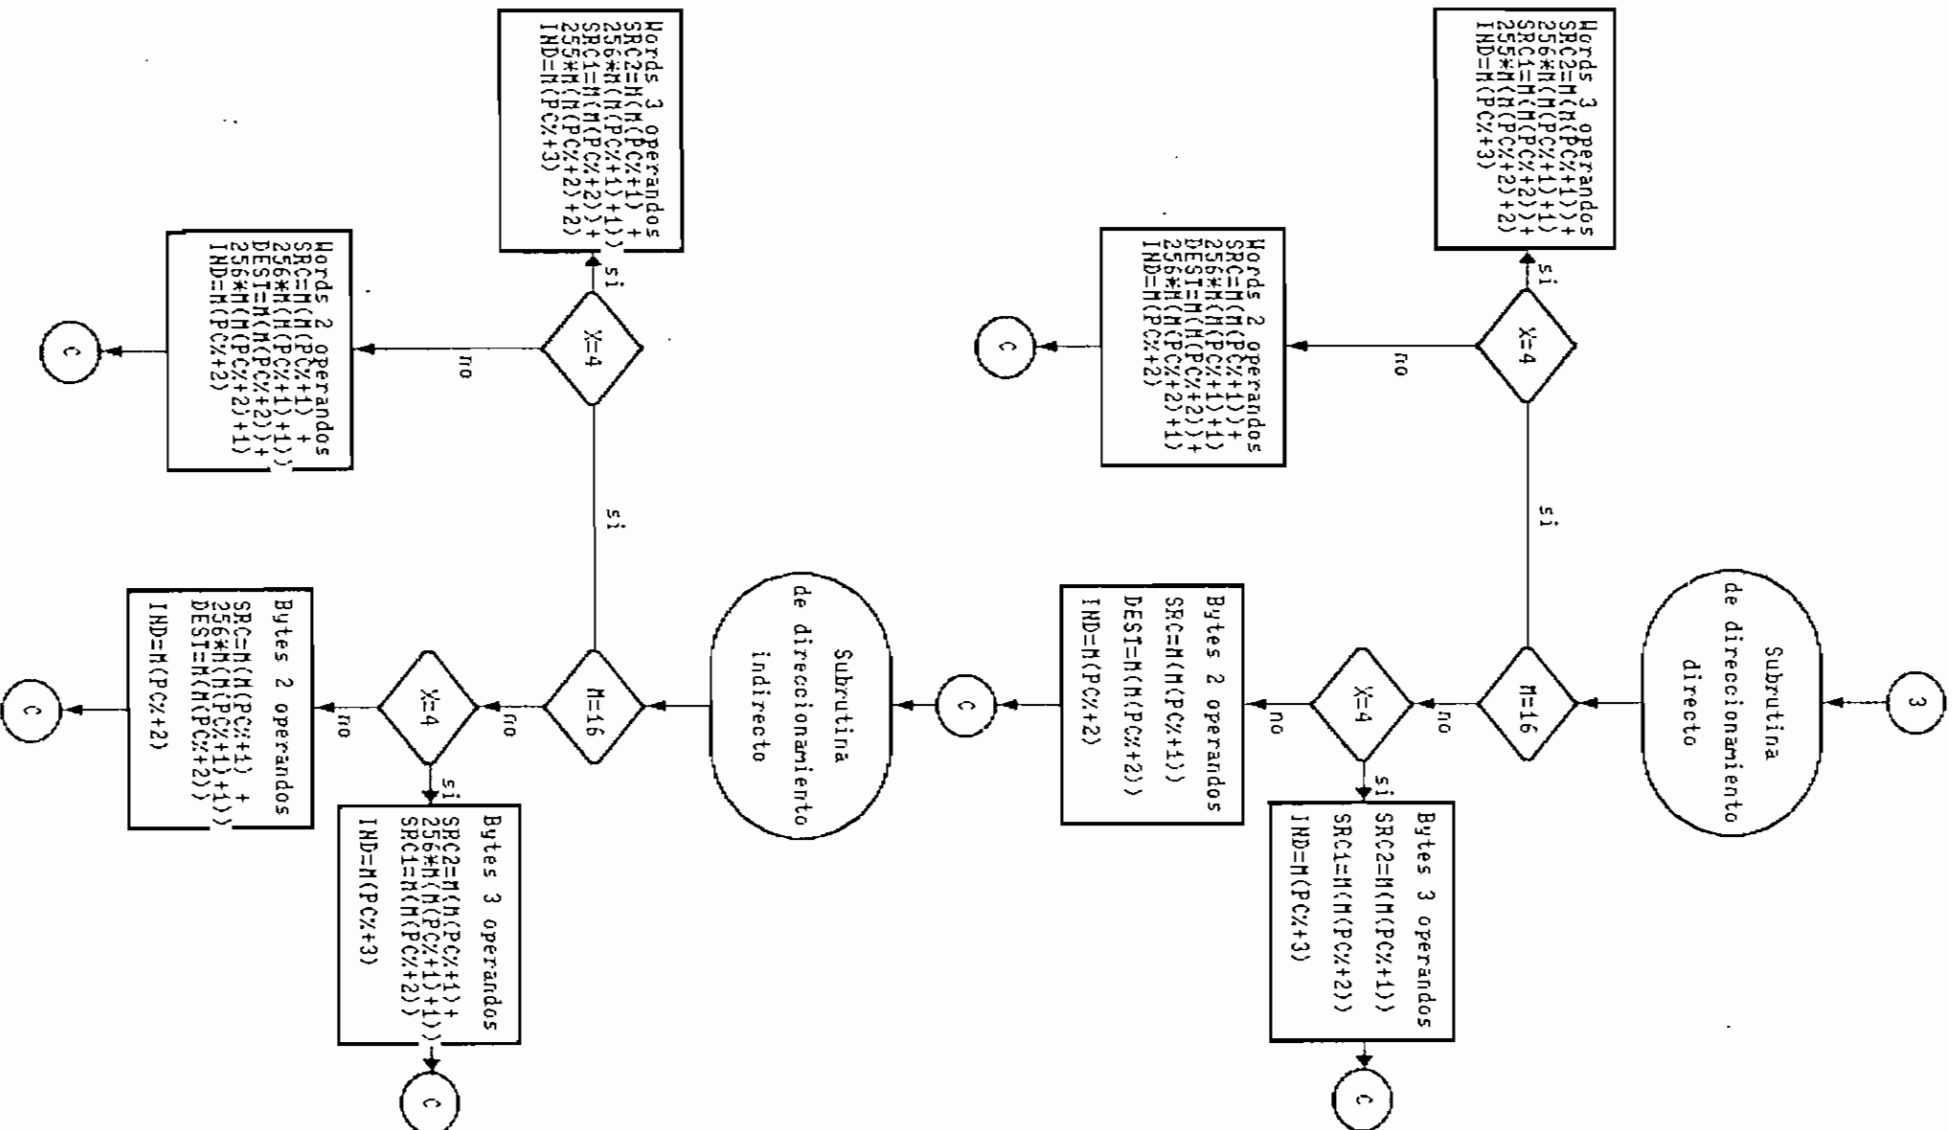 3
Subrutina
de direccionamiento
directo
si
M=16
no
si
X=4
Words 3 operandos
SRC2=M(M(PC%+1))+
256*M(M(PC%+1)+1)
SRC1=M(M(PC%+2))+
255*M(M(PC%+2)+2)
IND=M(PC%+3)
no
X=4
si
Bytes 3 operandos
SRC2=M(M(PC%+1))
SRC1=M(M(PC%+2))
IND=M(PC%+3)
C
Words 2 operandos
SRC=M(M(PC%+1))+
256*M(M(PC%+1)+1)
DEST=M(M(PC%+2))+
256*M(M(PC%+2)+1)
IND=M(PC%+2)
C
no
Bytes 2 operandos
SRC=M(M(PC%+1))
DEST=M(M(PC%+2))
IND=M(PC%+2)
C
Subrutina
de direccionamiento
indirecto
si
M=16
no
si
X=4
Words 3 operandos
SRC2=M(M(PC%+1) +
256*M(M(PC%+1)+1))
SRC1=M(M(PC%+2))+
255*M(M(PC%+2)+2)
IND=M(PC%+3)
no
X=4
si
Bytes 3 operandos
SRC2=M(M(PC%+1)+
256*M(M(PC%+1)+1))
SRC1=M(M(PC%+2))
IND=M(PC%+3)
C
Words 2 operandos
SRC=M(M(PC%+1) +
256*M(M(PC%+1)+1))
DEST=M(M(PC%+2))+
256*M(M(PC%+2)+1)
IND=M(PC%+2)
C
no
Bytes 2 operandos
SRC=M(M(PC%+1) +
256*M(M(PC%+1)+1))
DEST=M(M(PC%+2))
IND=M(PC%+2)
C